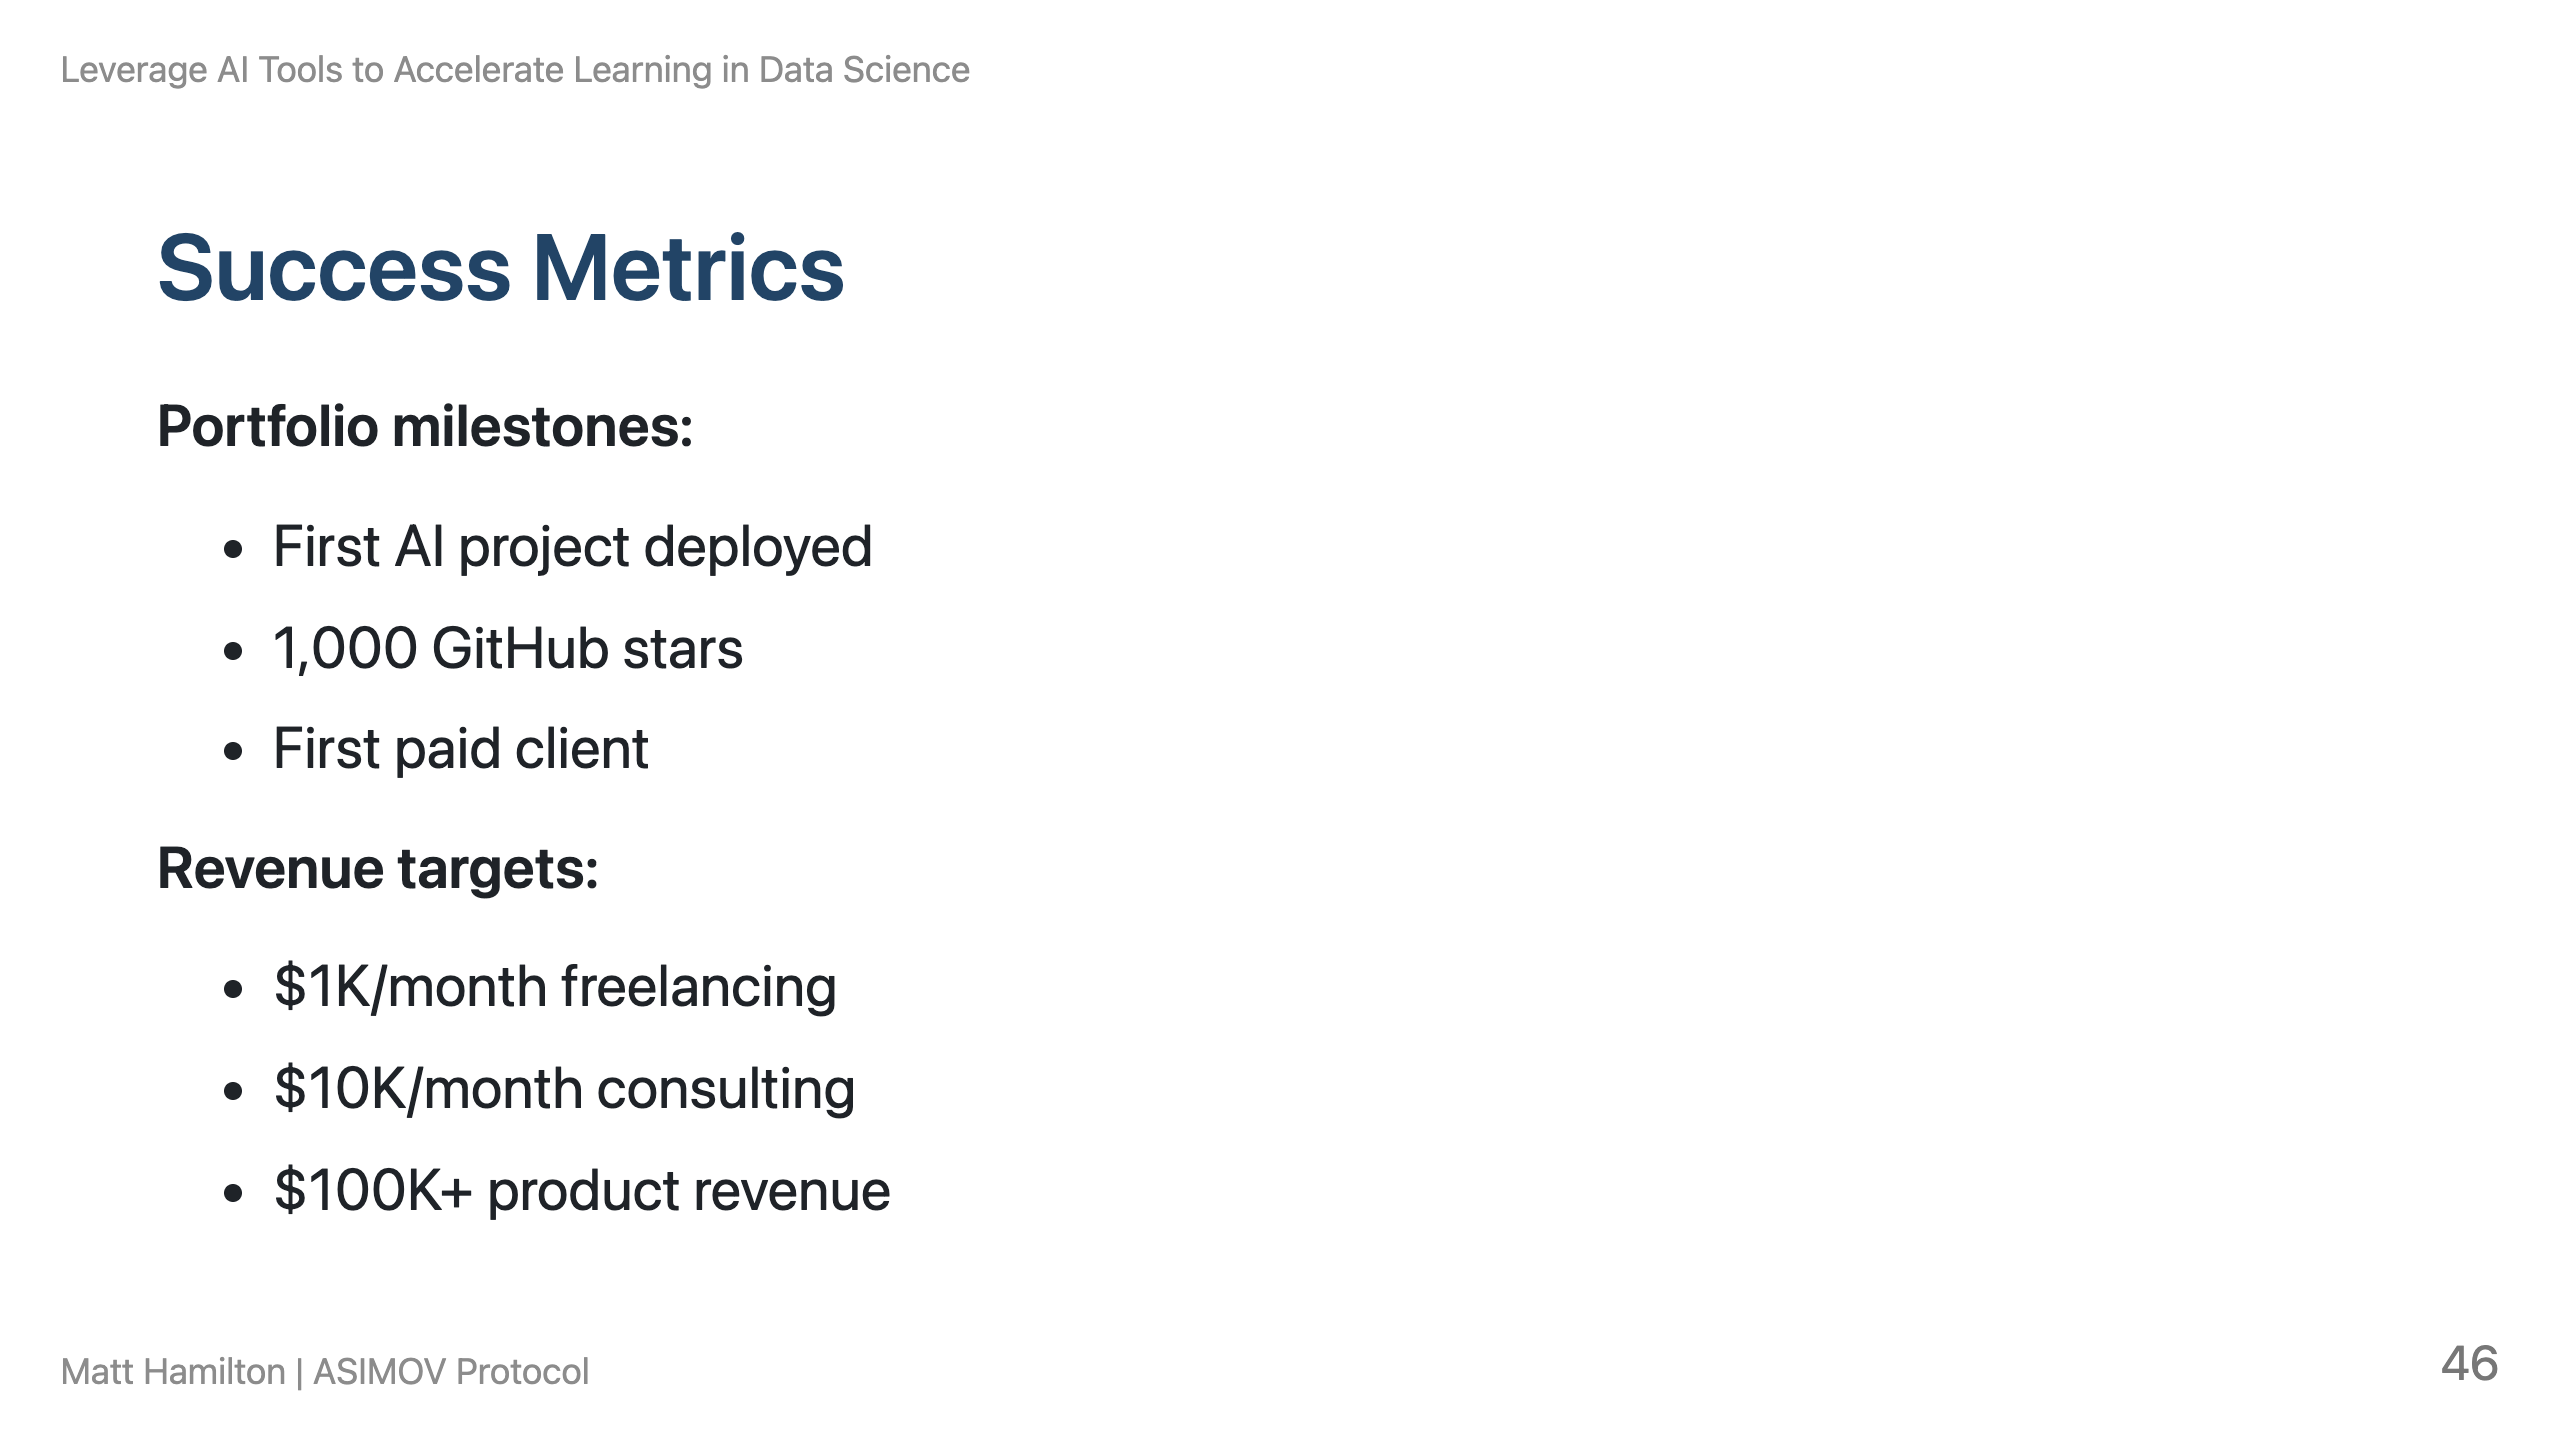 Leverage AI Tools to Accelerate Learning in Data Science
Success Metrics
Portfolio milestones:
• First AI project deployed
• 1,000 GitHub stars
• First paid client
Revenue targets:
• $1K/month freelancing
• $10K/month consulting
• $100K+ product revenue
Matt Hamilton | ASIMOV Protocol
46